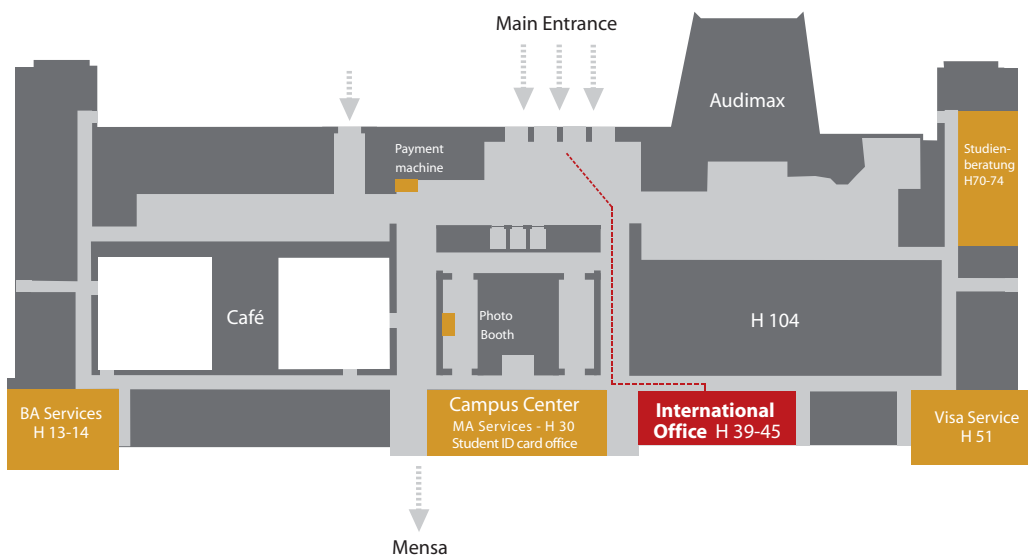 Main Entrance
Audimax
Payment
machine
Studien-
beratung
H70-74
Café
Photo
Booth
H 104
BA Services
H 13-14
Campus Center
MA Services - H 30
Student ID card office
International
Office H 39-45
Visa Service
H 51
Mensa